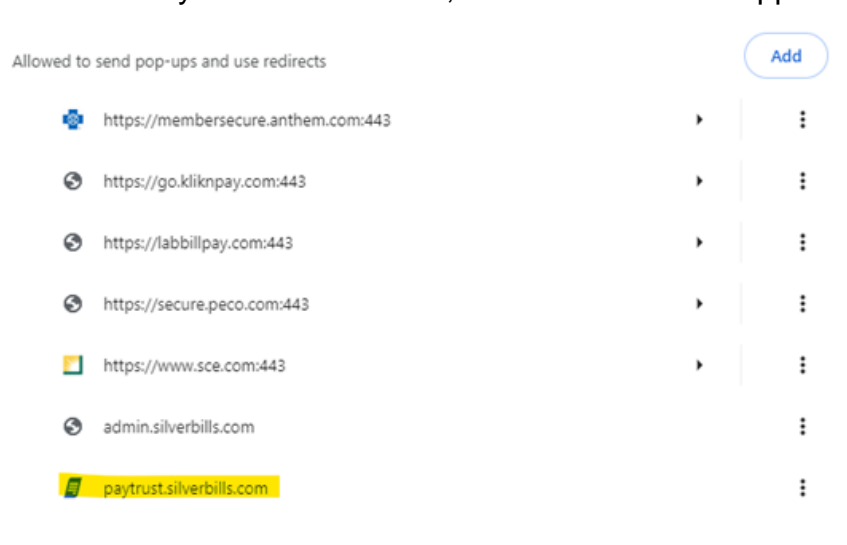 Allowed to send pop-ups and use redirects
Add
https://membersecure.anthem.com:443
https://go.kliknpay.com:443
https://labbillpay.com:443
https://secure.peco.com:443
https://www.sce.com:443
admin.silverbills.com
paytrust.silverbills.com